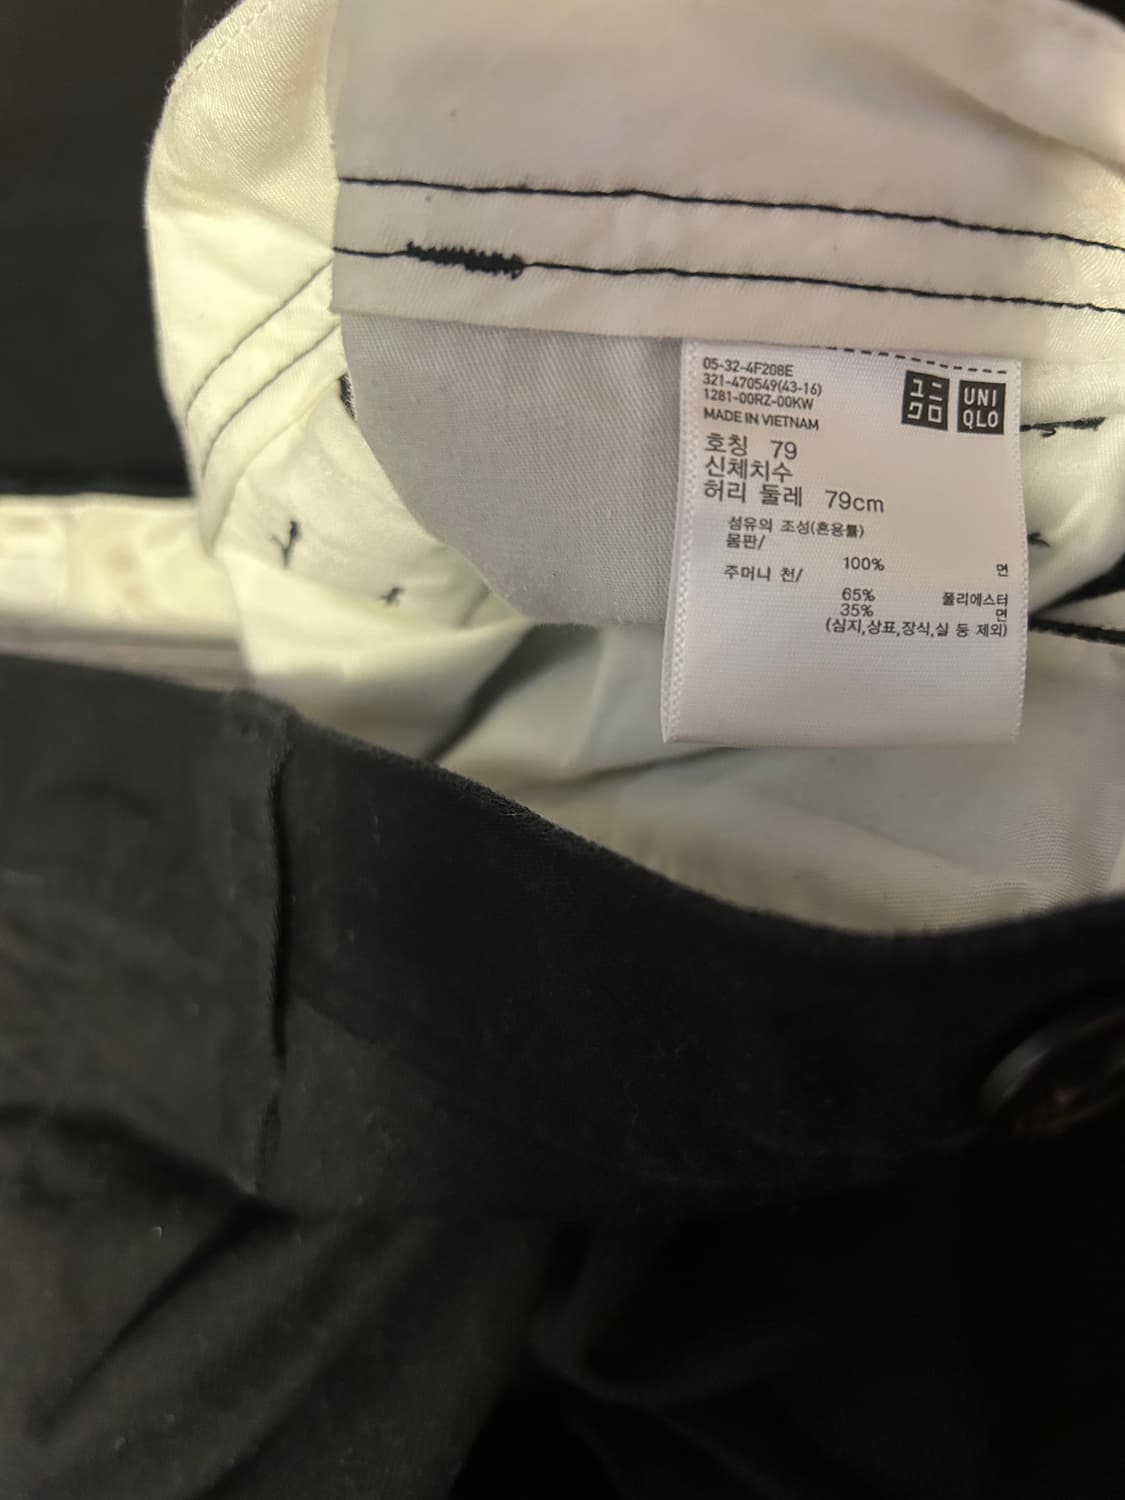 05-32-4F208E
321-470549(43-16)
1281-00RZ-00KW
MADE IN VIETNAM
ユニ
クロ
UNI
QLO
호칭 79
신체치수
허리 둘레 79cm
섬유의 조성(혼용률)
몸판/
100% 면
주머니 천/
65% 폴리에스터
35% 면
(심지,상표,장식,실 등 제외)